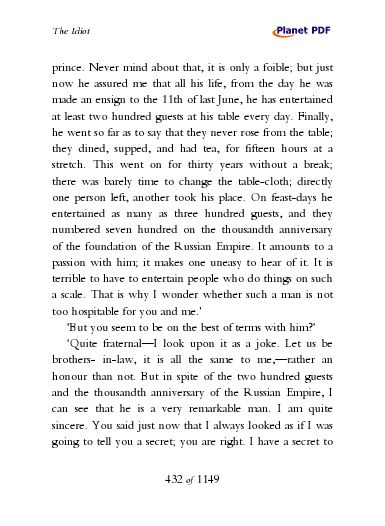 The Idiot
Planet PDF
prince. Never mind about that, it is only a foible; but just
now he assured me that all his life, from the day he was
made an ensign to the 11th of last June, he has entertained
at least two hundred guests at his table every day. Finally,
he went so far as to say that they never rose from the table;
they dined, supped, and had tea, for fifteen hours at a
stretch. This went on for thirty years without a break;
there was barely time to change the table-cloth; directly
one person left, another took his place. On feast-days he
entertained as many as three hundred guests, and they
numbered seven hundred on the thousandth anniversary
of the foundation of the Russian Empire. It amounts to a
passion with him; it makes one uneasy to hear of it. It is
terrible to have to entertain people who do things on such
a scale. That is why I wonder whether such a man is not
too hospitable for you and me.'
'But you seem to be on the best of terms with him?'
'Quite fraternal—I look upon it as a joke. Let us be
brothers- in-law, it is all the same to me,—rather an
honour than not. But in spite of the two hundred guests
and the thousandth anniversary of the Russian Empire, I
can see that he is a very remarkable man. I am quite
sincere. You said just now that I always looked as if I was
going to tell you a secret; you are right. I have a secret to
432 of 1149